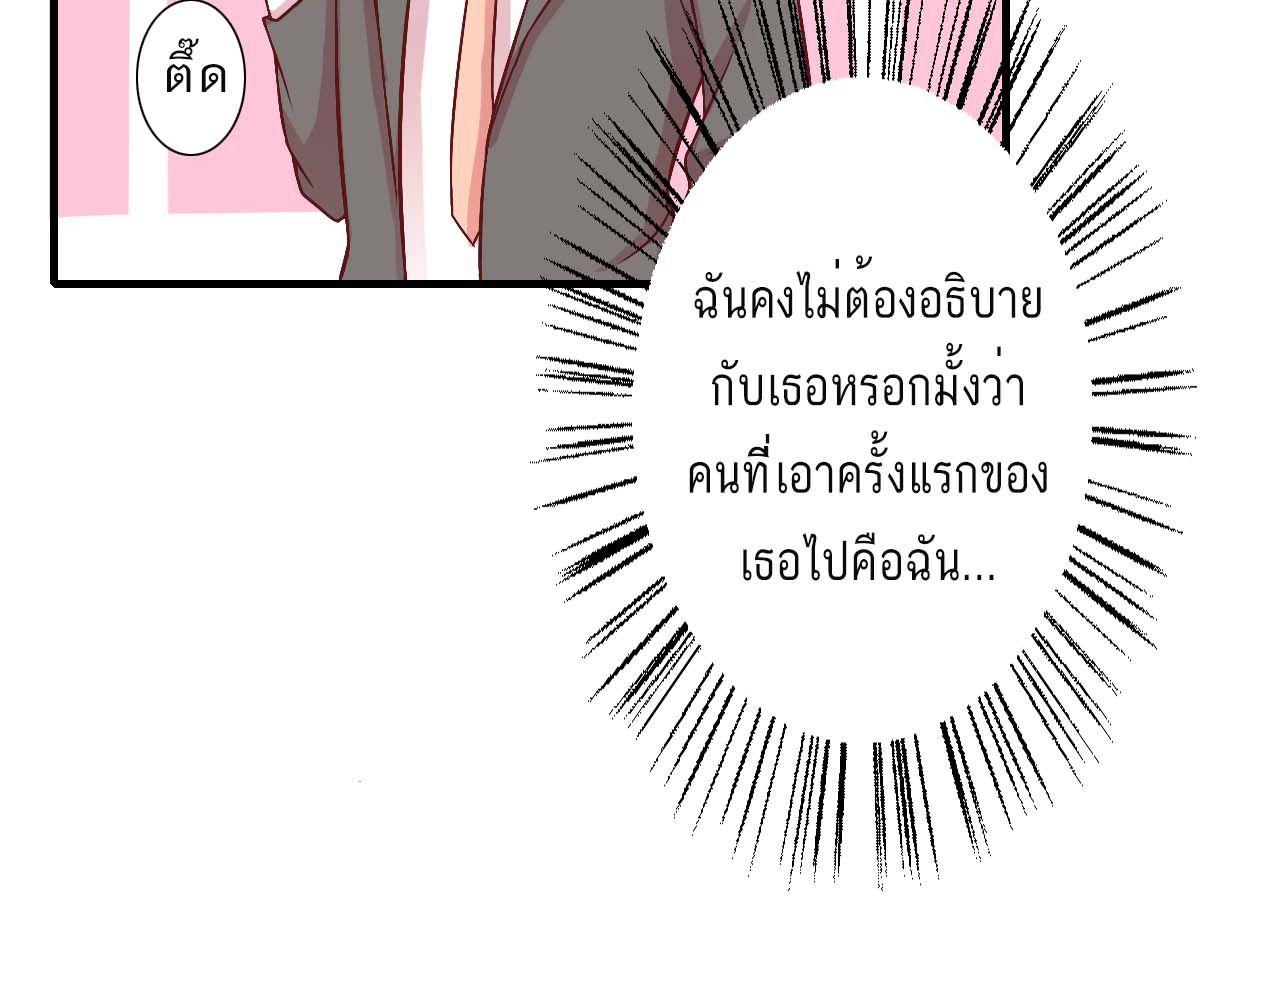 ตี๊ด
ฉันคงไม่ต้องอธิบาย
กับเธอหรอกมั้งว่า
คนที่เอาครั้งแรกของ
เธอไปคือฉัน...